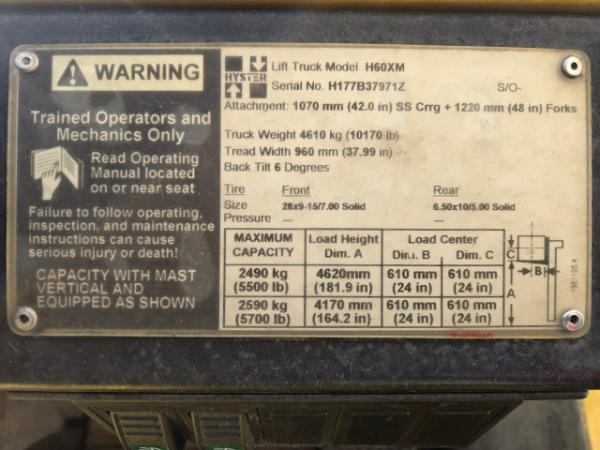 WARNING
Trained Operators and
Mechanics Only
Read Operating
Manual located
on or near seat
Failure to follow operating,
inspection, and maintenance
instructions can cause
serious injury or death!
CAPACITY WITH MAST
VERTICAL AND
EQUIPPED AS SHOWN
HYSTER
Lift Truck Model H60XM
Serial No. H177B37971Z S/O-
Attachment: 1070 mm (42.0 in) SS Crrg + 1220 mm (48 in) Forks
Truck Weight 4610 kg (10170 lb)
Tread Width 960 mm (37.99 in)
Back Tilt 6 Degrees
Tire Front Rear
Size 28x9-15/7.00 Solid 6.50x10/5.00 Solid
Pressure — —
MAXIMUM Load Height Load Center
CAPACITY Dim. A Dim. B Dim. C
2490 kg 4620mm 610 mm 610 mm
(5500 lb) (181.9 in) (24 in) (24 in)
2590 kg 4170 mm 610 mm 610 mm
(5700 lb) (164.2 in) (24 in) (24 in)
C
B
A